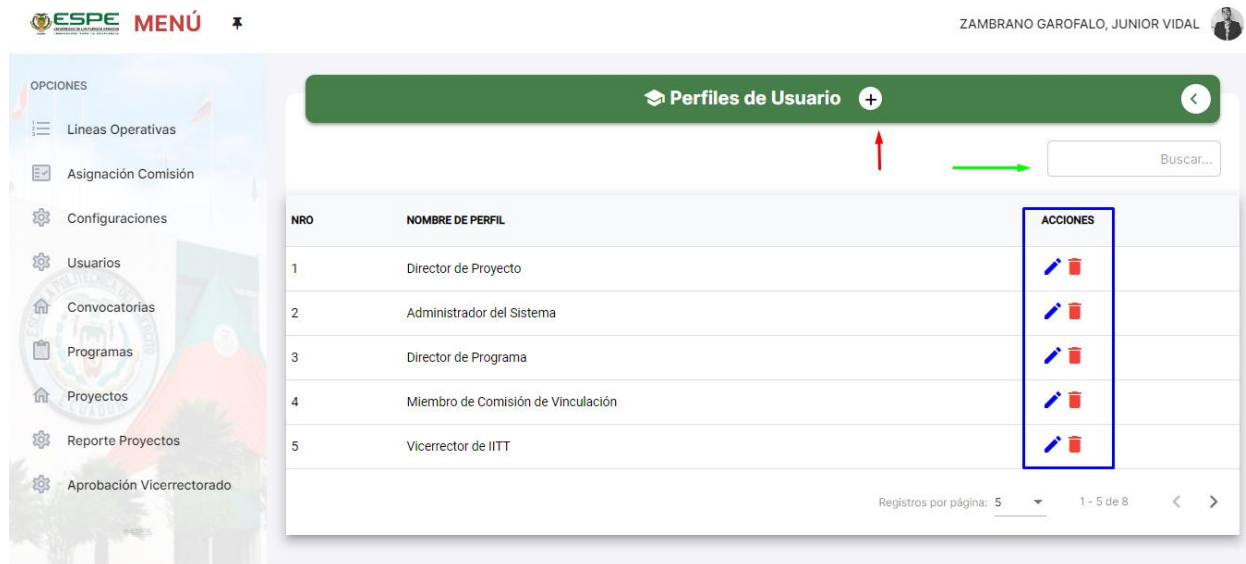 ESPE MENÚ
ZAMBRANO GAROFALO, JUNIOR VIDAL
OPCIONES
Lineas Operativas
Asignación Comisión
Configuraciones
Usuarios
Convocatorias
Programas
Proyectos
Reporte Proyectos
Aprobación Vicerrectorado
Perfiles de Usuario
Buscar...
NRO NOMBRE DE PERFIL ACCIONES
1 Director de Proyecto
2 Administrador del Sistema
3 Director de Programa
4 Miembro de Comisión de Vinculación
5 Vicerrector de IITT
Registros por página: 5 1 - 5 de 8